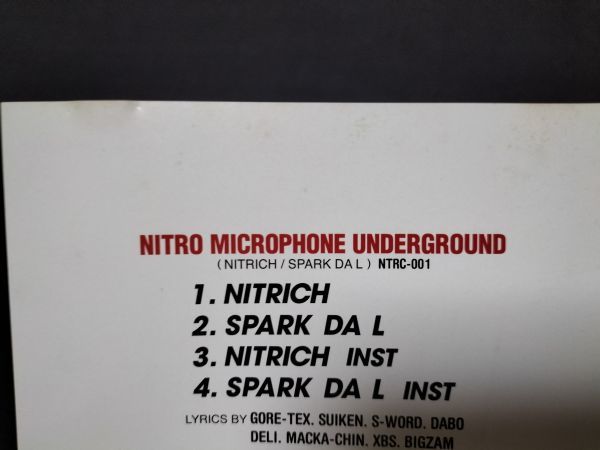 NITRO MICROPHONE UNDERGROUND
(NITRICH / SPARK DA L) NTRC-001
1. NITRICH
2. SPARK DA L
3. NITRICH INST
4. SPARK DA L INST
LYRICS BY GORE-TEX. SUIKEN. S-WORD. DABO
DELI. MACKA-CHIN. XBS. BIGZAM